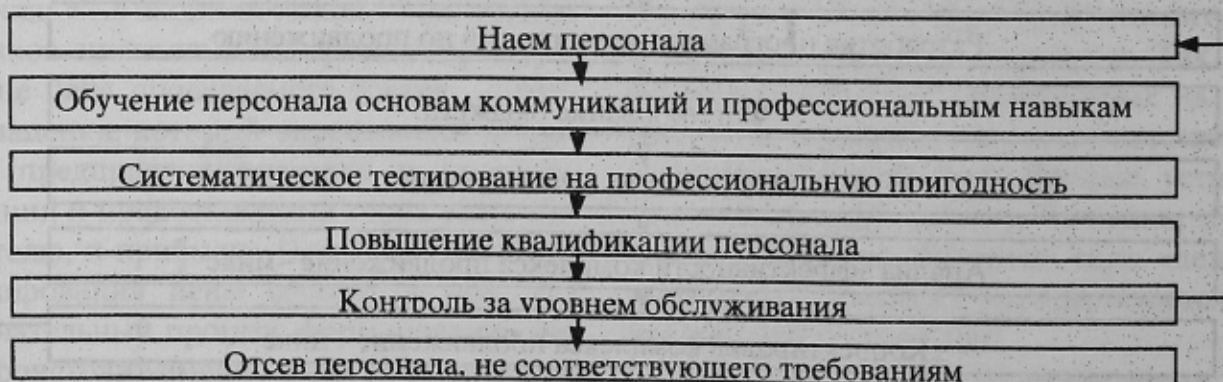 Наем персонала
Обучение персонала основам коммуникаций и профессиональным навыкам
Систематическое тестирование на профессиональную пригодность
Повышение квалификации персонала
Контроль за уровнем обслуживания
Отсев персонала, не соответствующего требованиям